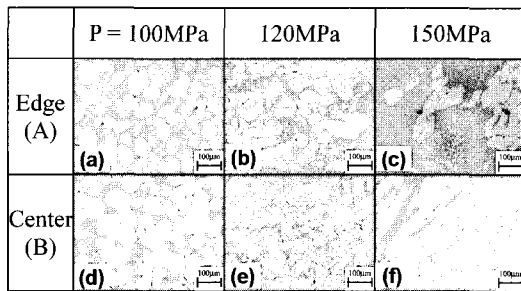 P = 100MPa 120MPa 150MPa
Edge
(A)
(a) 100μm (b) 100μm (c) 100μm
Center
(B)
(d) 100μm (e) 100μm (f) 100μm